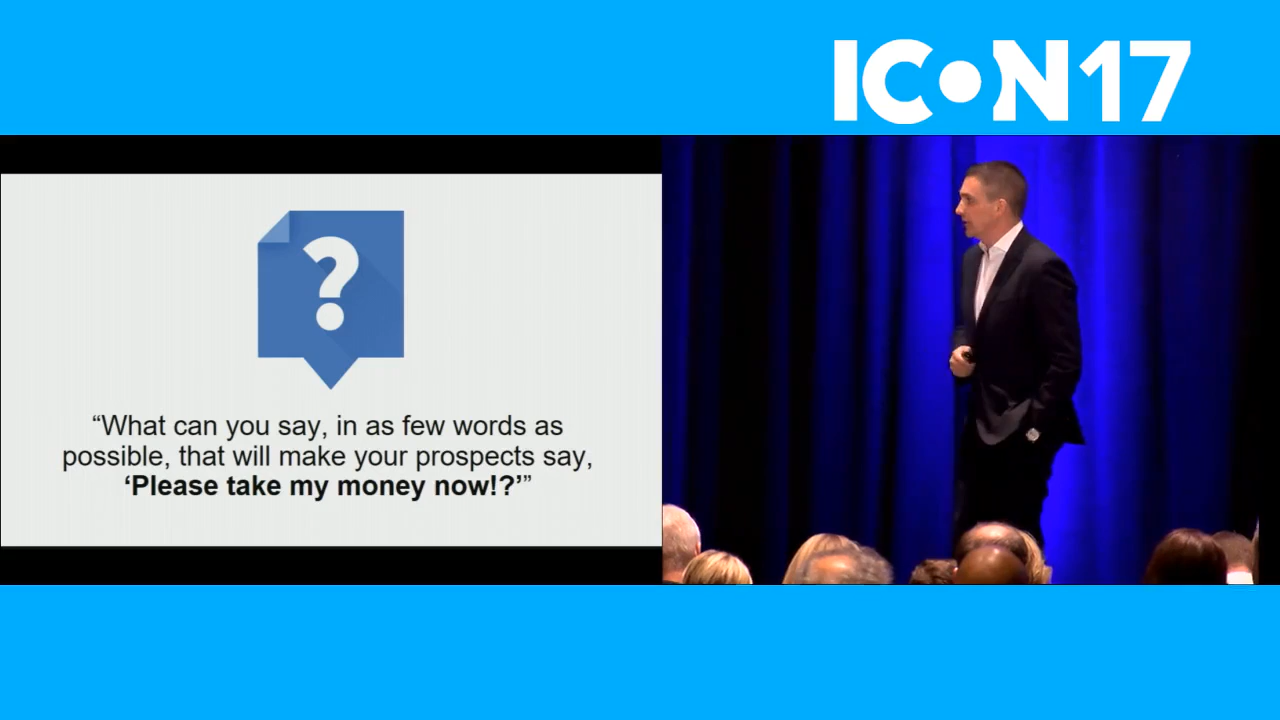 ICON17
?
“What can you say, in as few words as
possible, that will make your prospects say,
‘Please take my money now!?’”